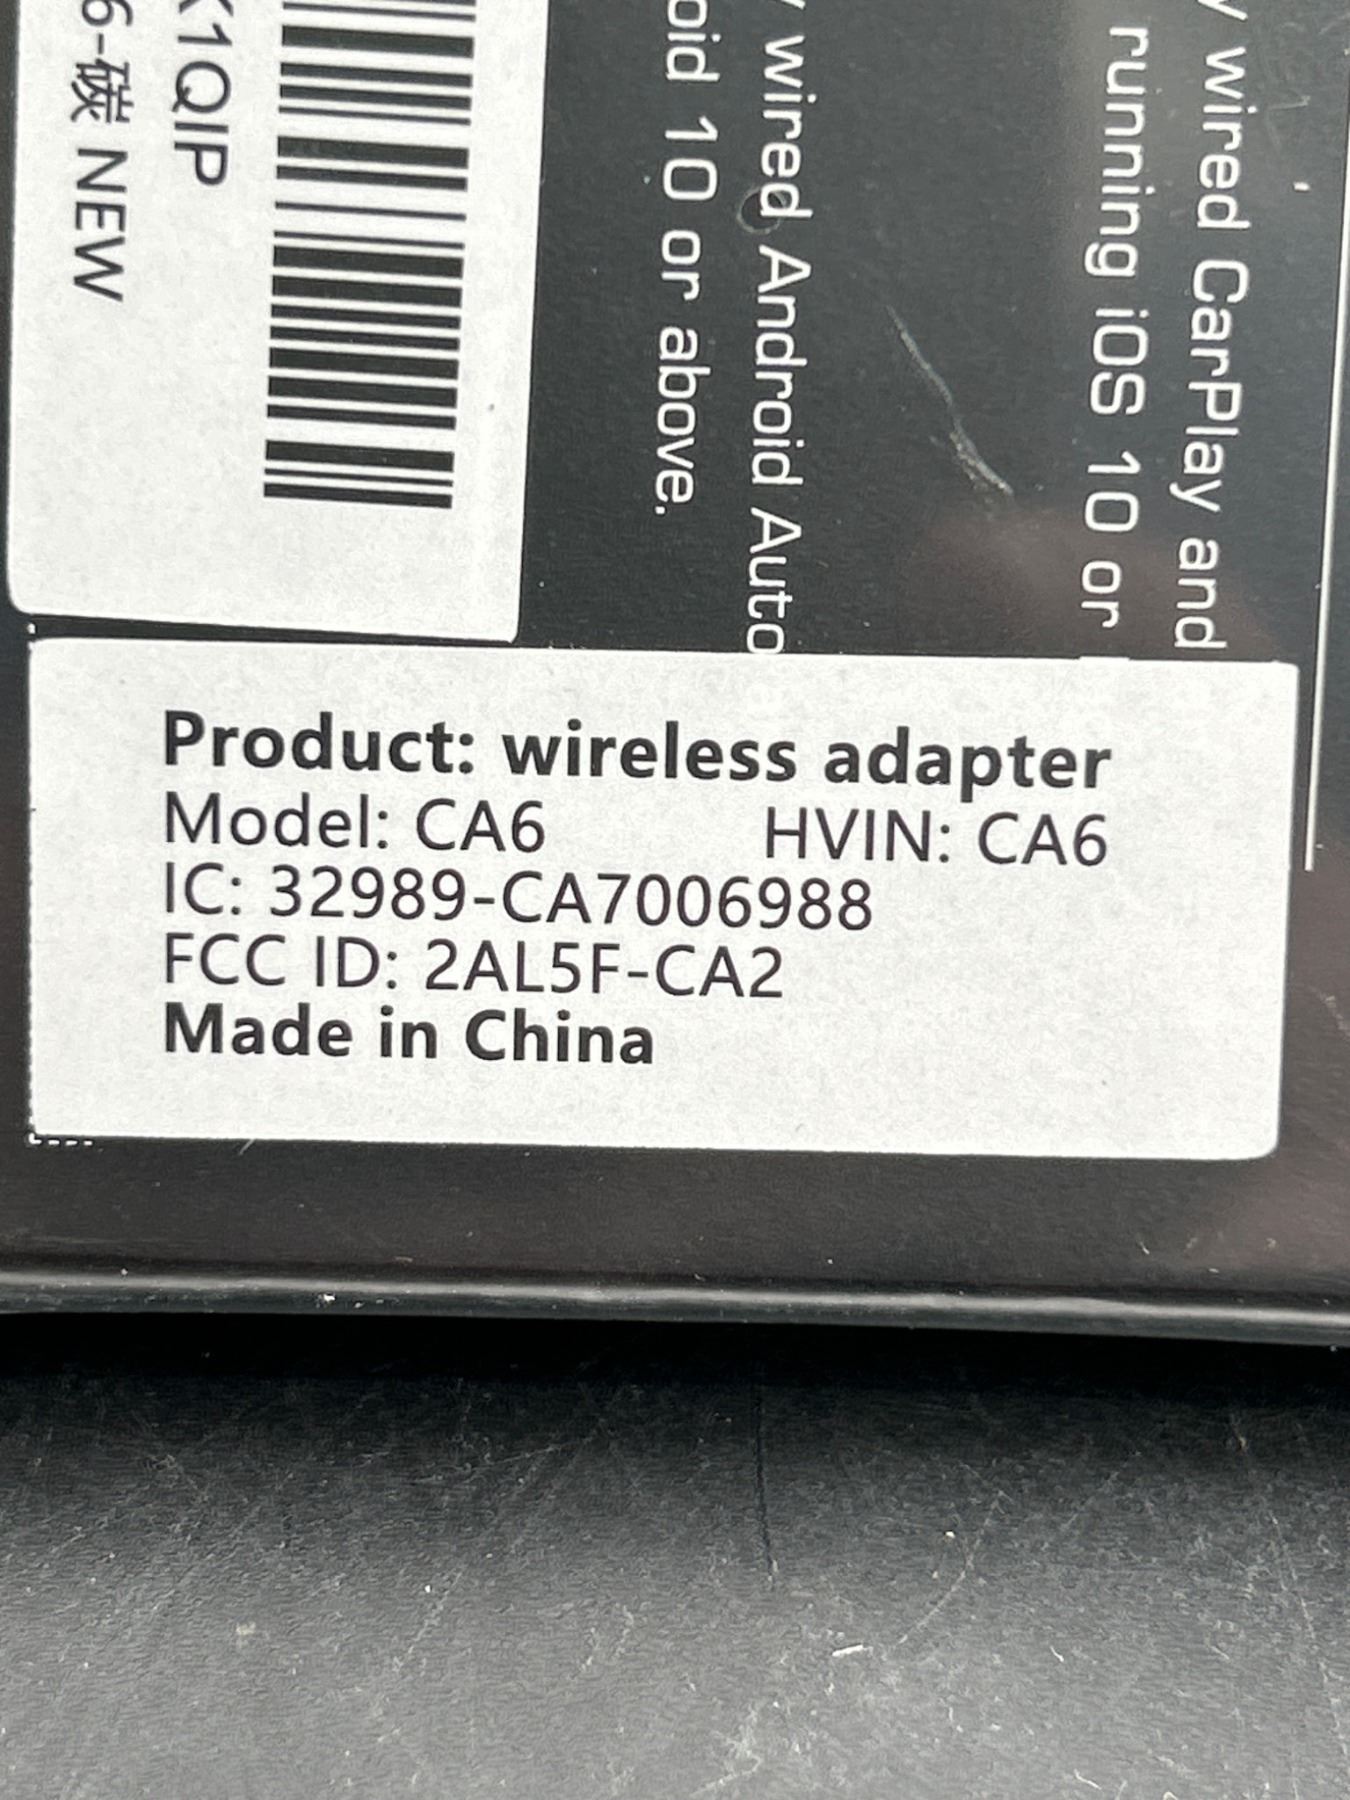 y wired CarPlay and
running iOS 10 or
wired Android Auto
oid 10 or above.
K1QIP
6-碳 NEW
Product: wireless adapter
Model: CA6 HVIN: CA6
IC: 32989-CA7006988
FCC ID: 2AL5F-CA2
Made in China